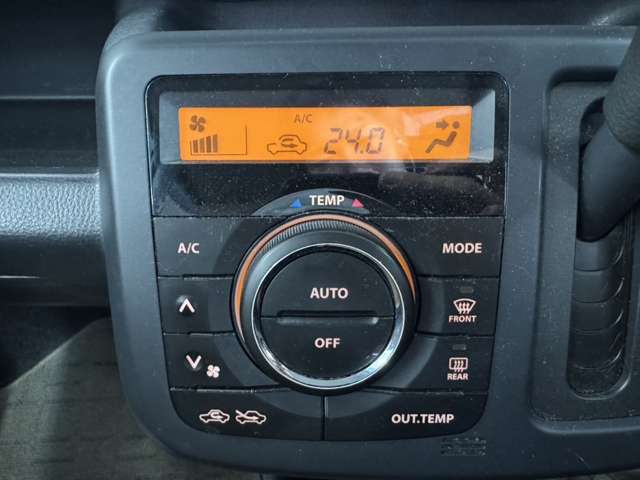 A/C
24.0
TEMP
A/C
MODE
AUTO
FRONT
OFF
REAR
OUT.TEMP